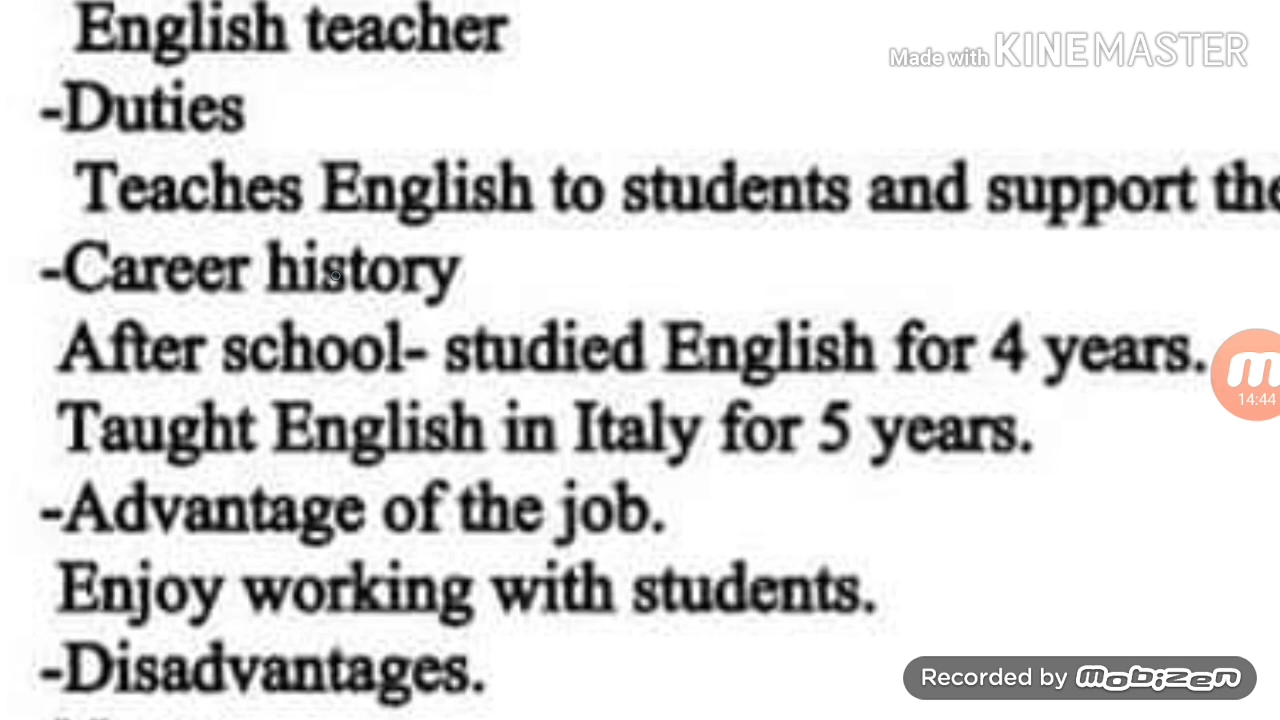 English teacher
Made with KINEMASTER
-Duties
Teaches English to students and support
-Career history
After school- studied English for 4 years.
14:44
Taught English in Italy for 5 years.
-Advantage of the job.
Enjoy working with students.
-Disadvantages.
Recorded by mobizen